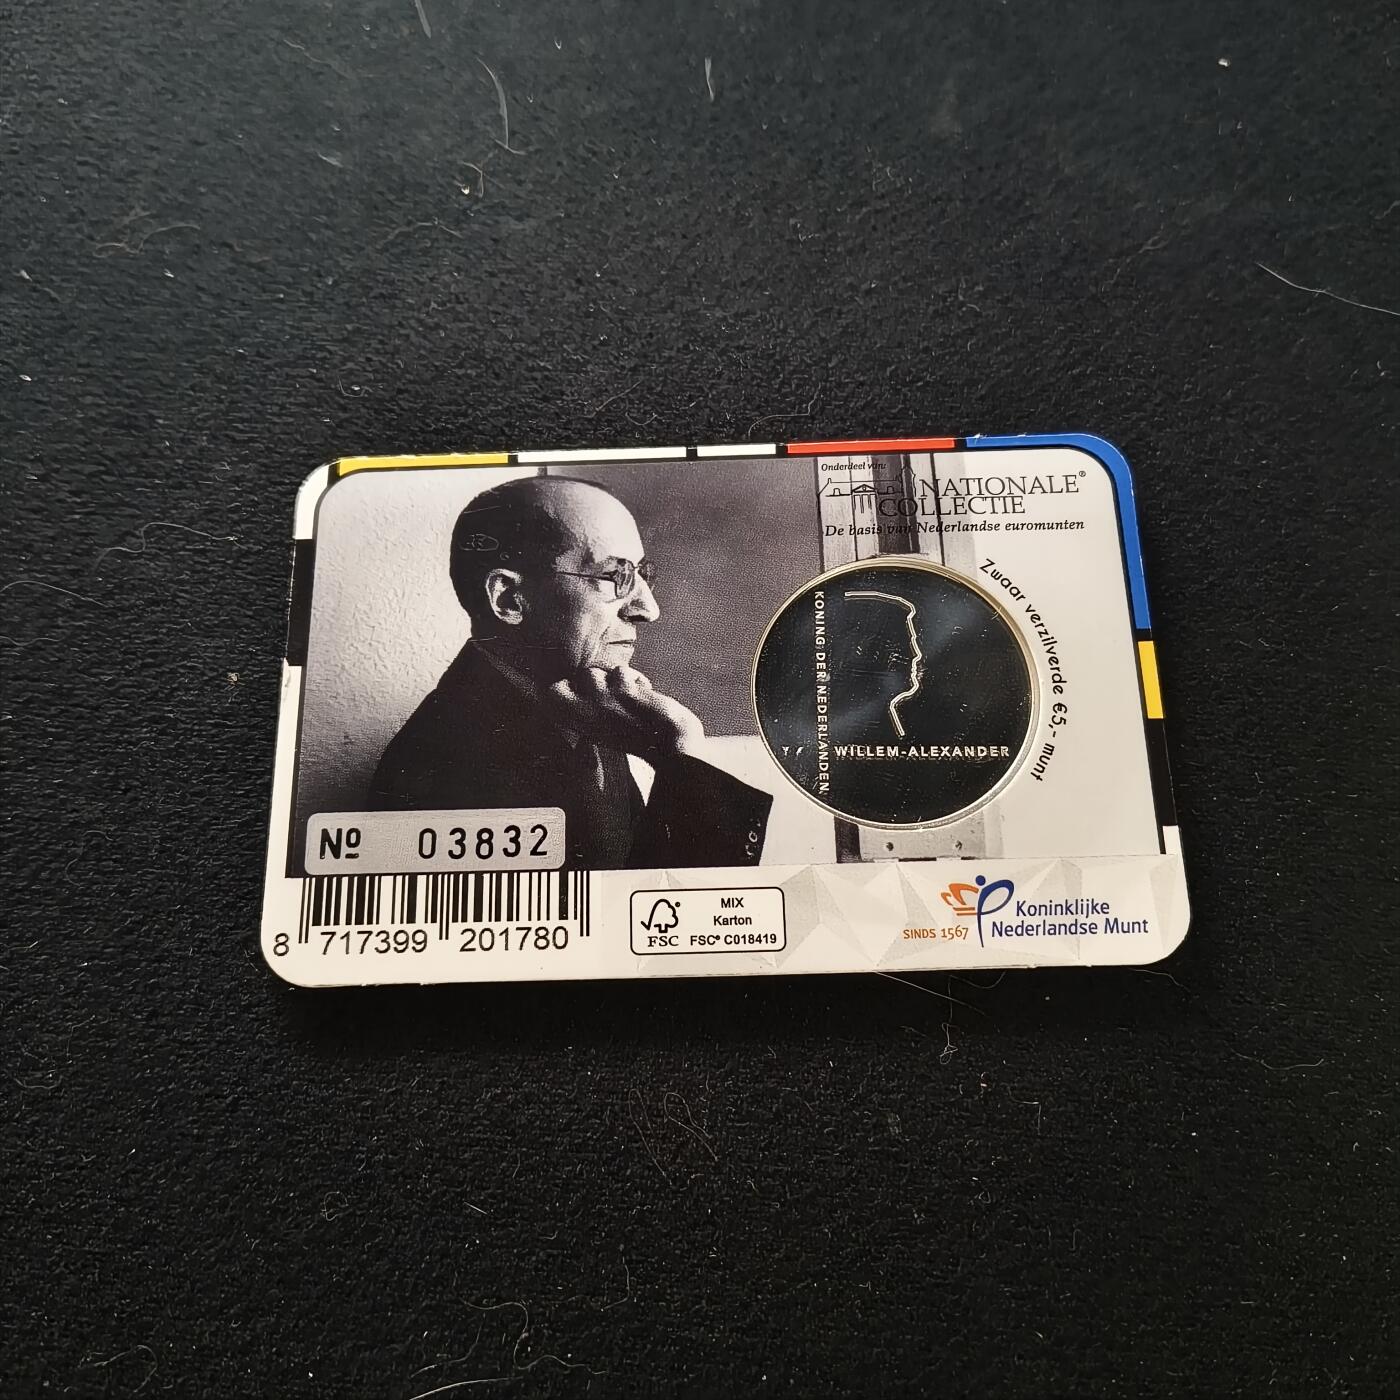 Onderdeel van:
NATIONALE®
COLLECTIE
De basis van Nederlandse euromunten
Zwaar verzilverde €5,- munt
KONING DER NEDERLANDEN
WILLEM-ALEXANDER
Nº 03832
8 717399 201780
FSC
MIX
Karton
FSC® C018419
SINDS 1567
Koninklijke
Nederlandse Munt